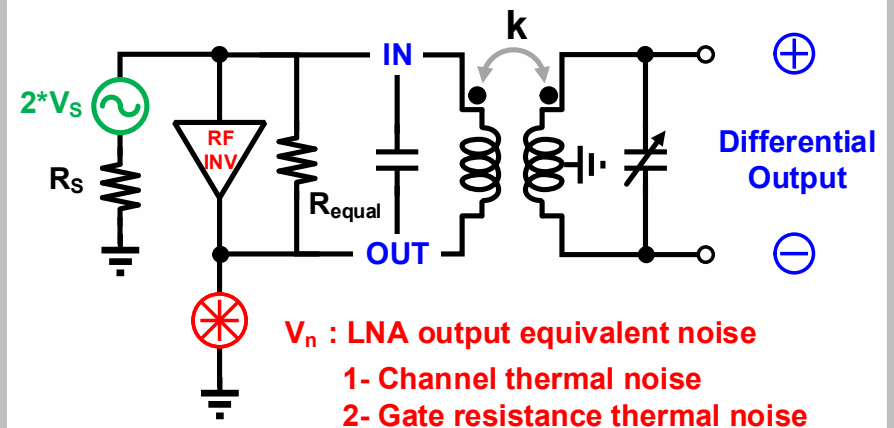 k
IN
2*VS
RF
INV
RS
Requal
OUT
Differential
Output
+
−
Vn : LNA output equivalent noise
1- Channel thermal noise
2- Gate resistance thermal noise